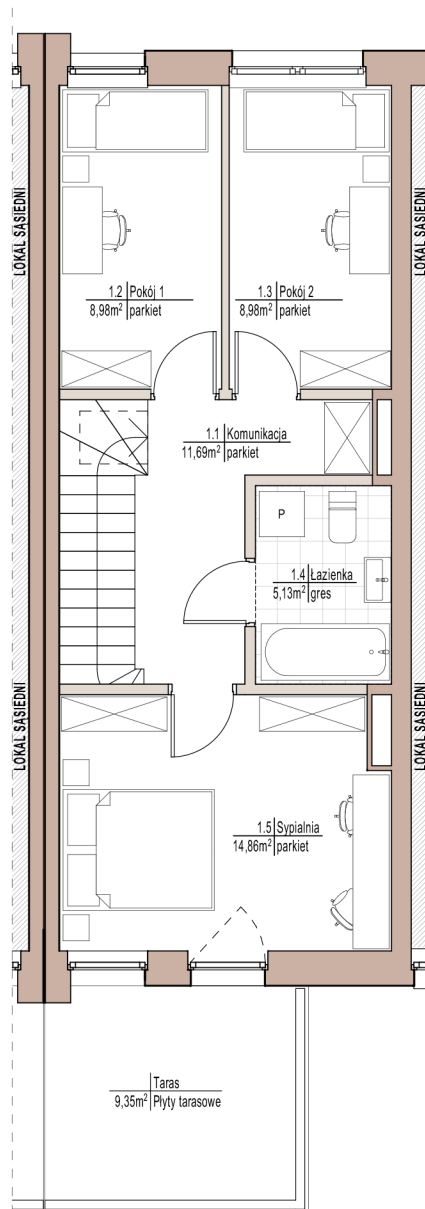 LOKAL SĄSIEDNI
LOKAL SĄSIEDNI
1.2 Pokój 1
8,98m² parkiet
1.3 Pokój 2
8,98m² parkiet
1.1 Komunikacja
11,69m² parkiet
P
1.4 Łazienka
5,13m² gres
LOKAL SĄSIEDNI
LOKAL SĄSIEDNI
1.5 Sypialnia
14,86m² parkiet
Taras
9,35m² Płyty tarasowe